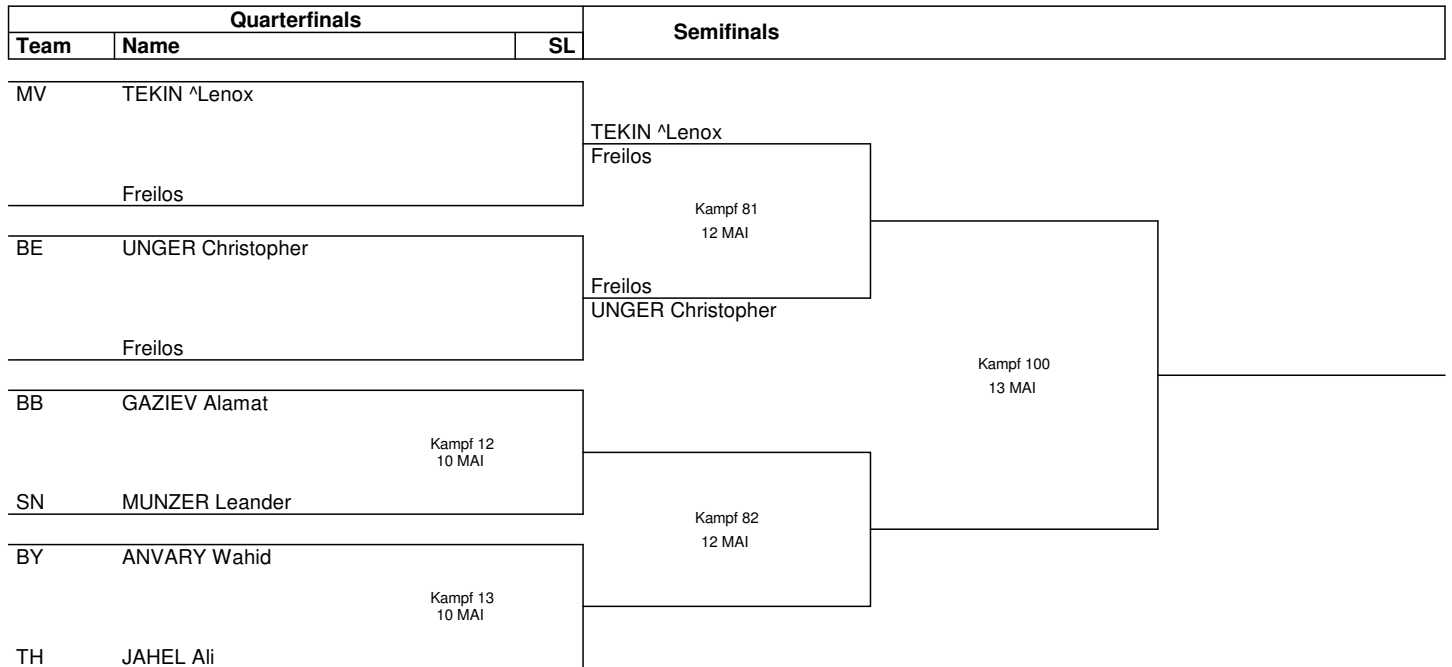 Quarterfinals
Semifinals
Team Name SL
MV TEKIN ^Lenox
TEKIN ^Lenox
Freilos
Freilos
Kampf 81
12 MAI
BE UNGER Christopher
Freilos
UNGER Christopher
Freilos
Kampf 100
13 MAI
BB GAZIEV Alamat
Kampf 12
10 MAI
SN MUNZER Leander
Kampf 82
12 MAI
BY ANVARY Wahid
Kampf 13
10 MAI
TH JAHEL Ali